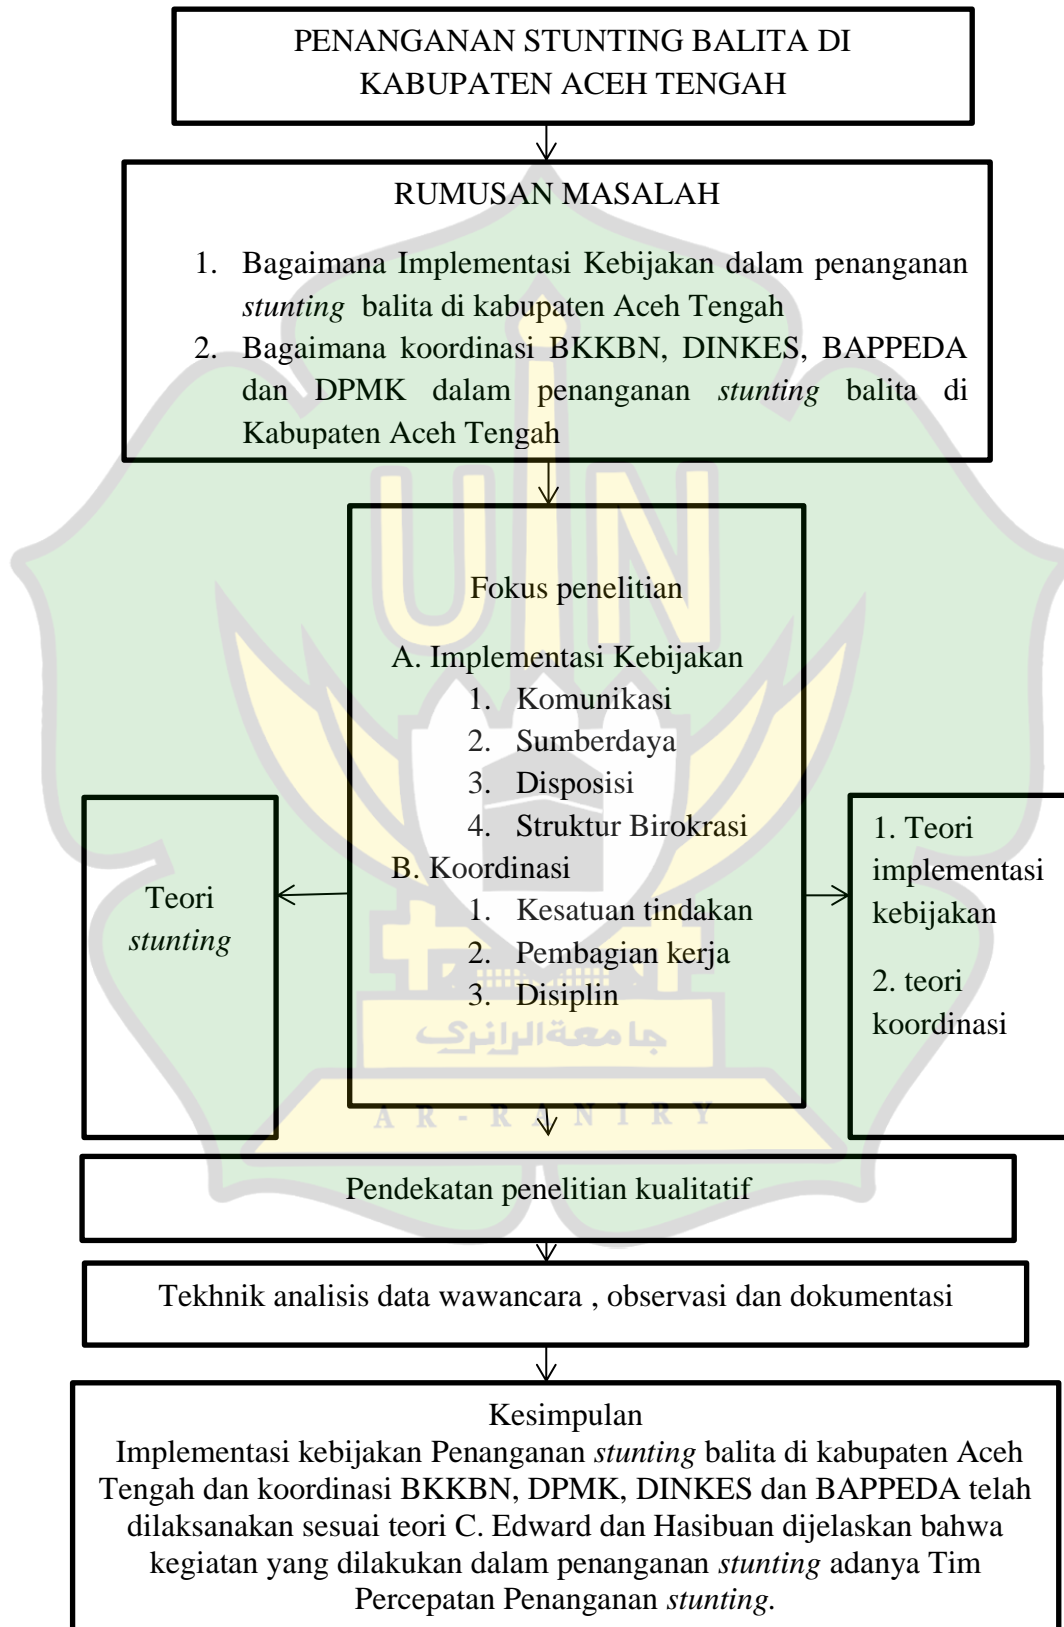 PENANGANAN STUNTING BALITA DI
KABUPATEN ACEH TENGAH
RUMUSAN MASALAH
1. Bagaimana Implementasi Kebijakan dalam penanganan
stunting balita di kabupaten Aceh Tengah
2. Bagaimana koordinasi BKKBN, DINKES, BAPPEDA
dan DPMK dalam penanganan stunting balita di
Kabupaten Aceh Tengah
UIN
Fokus penelitian
A. Implementasi Kebijakan
1. Komunikasi
2. Sumberdaya
3. Disposisi
4. Struktur Birokrasi
B. Koordinasi
1. Kesatuan tindakan
2. Pembagian kerja
3. Disiplin
Teori
stunting
1. Teori
implementasi
kebijakan
2. teori
koordinasi
جامعةالرانري
AR-RANIRY
Pendekatan penelitian kualitatif
Tekhnik analisis data wawancara , observasi dan dokumentasi
Kesimpulan
Implementasi kebijakan Penanganan stunting balita di kabupaten Aceh
Tengah dan koordinasi BKKBN, DPMK, DINKES dan BAPPEDA telah
dilaksanakan sesuai teori C. Edward dan Hasibuan dijelaskan bahwa
kegiatan yang dilakukan dalam penanganan stunting adanya Tim
Percepatan Penanganan stunting.